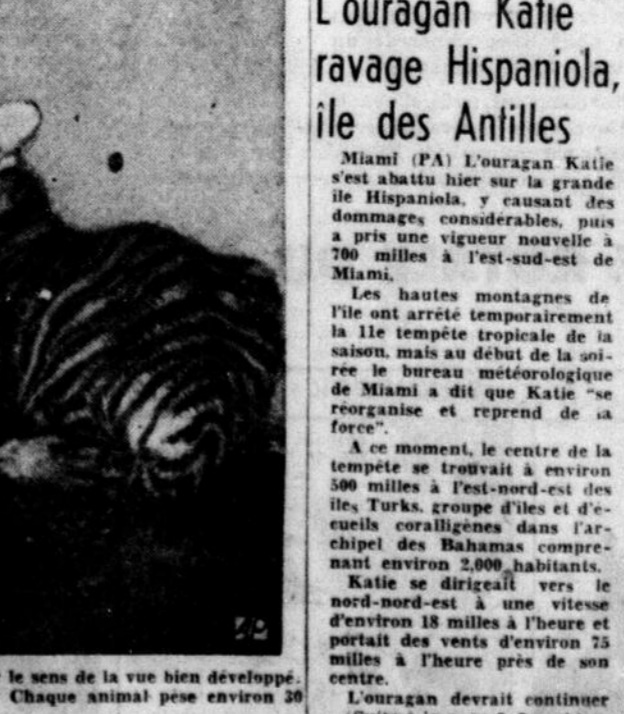 L'ouragan Katie
ravage Hispaniola,
île des Antilles
Miami (PA) L'ouragan Katie
s'est abattu hier sur la grande
île Hispaniola, y causant des
dommages considérables, puis
a pris une vigueur nouvelle à
700 milles à l'est-sud-est de
Miami.
Les hautes montagnes de
l'île ont arrêté temporairement
la 11e tempête tropicale de la
saison, mais au début de la soi-
rée le bureau météorologique
de Miami a dit que Katie "se
réorganise et reprend de la
force".
A ce moment, le centre de la
tempête se trouvait à environ
500 milles à l'est-nord-est des
îles Turks, groupe d'îles et d'é-
cueils coralligènes dans l'ar-
chipel des Bahamas compre-
nant environ 2,000 habitants.
Katie se dirigeait vers le
nord-nord-est à une vitesse
d'environ 18 milles à l'heure et
portait des vents d'environ 75
milles à l'heure près de son
centre.
L'ouragan devrait continuer
le sens de la vue bien développé.
Chaque animal pèse environ 30